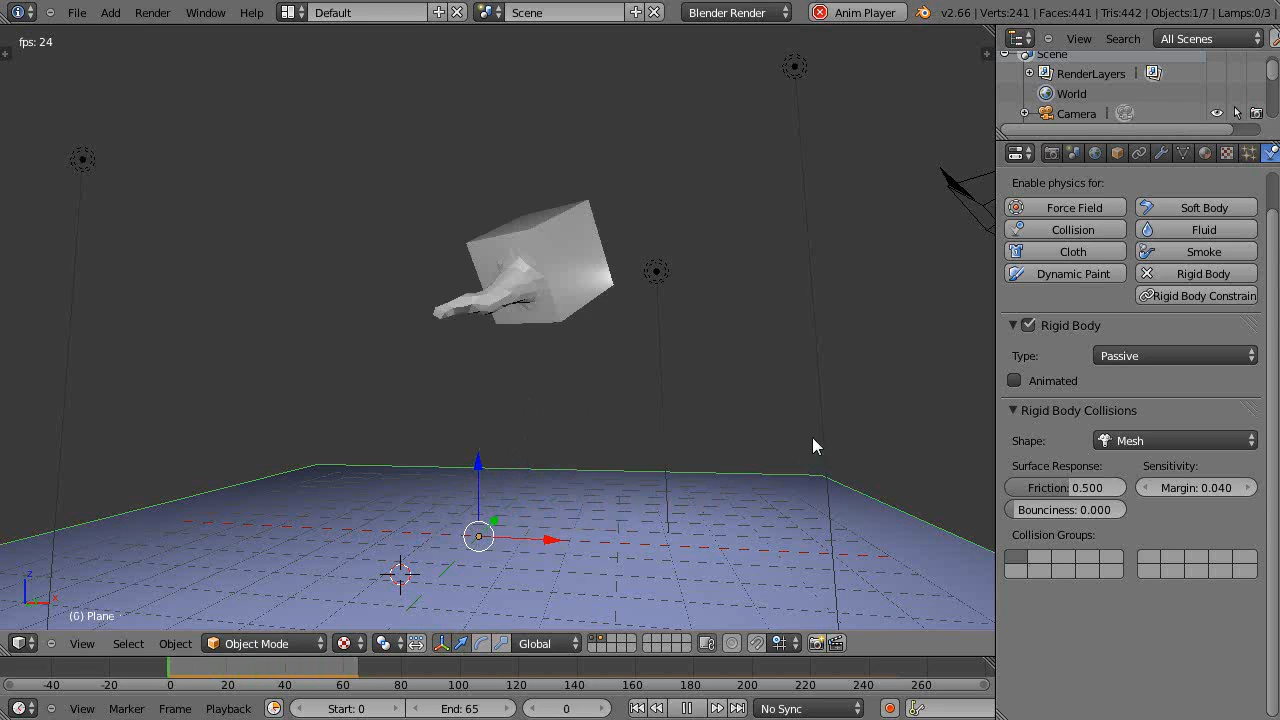 File Add Render Window Help Default Scene Blender Render Anim Player v2.66 | Verts:241 | Faces:441 | Tris:442 | Objects:1/7 | Lamps:0/3 |
fps: 24
View Search All Scenes
Scene
RenderLayers |
World
Camera |
Enable physics for:
Force Field Soft Body
Collision Fluid
Cloth Smoke
Dynamic Paint Rigid Body
Rigid Body Constrain
Rigid Body
Type: Passive
Animated
Rigid Body Collisions
Shape: Mesh
Surface Response: Sensitivity:
Friction: 0.500 Margin: 0.040
Bounciness: 0.000
Collision Groups:
z
x
(0) Plane
View Select Object Object Mode Global
-40 -20 0 20 40 60 80 100 120 140 160 180 200 220 240 260
View Marker Frame Playback Start: 0 End: 65 0 No Sync